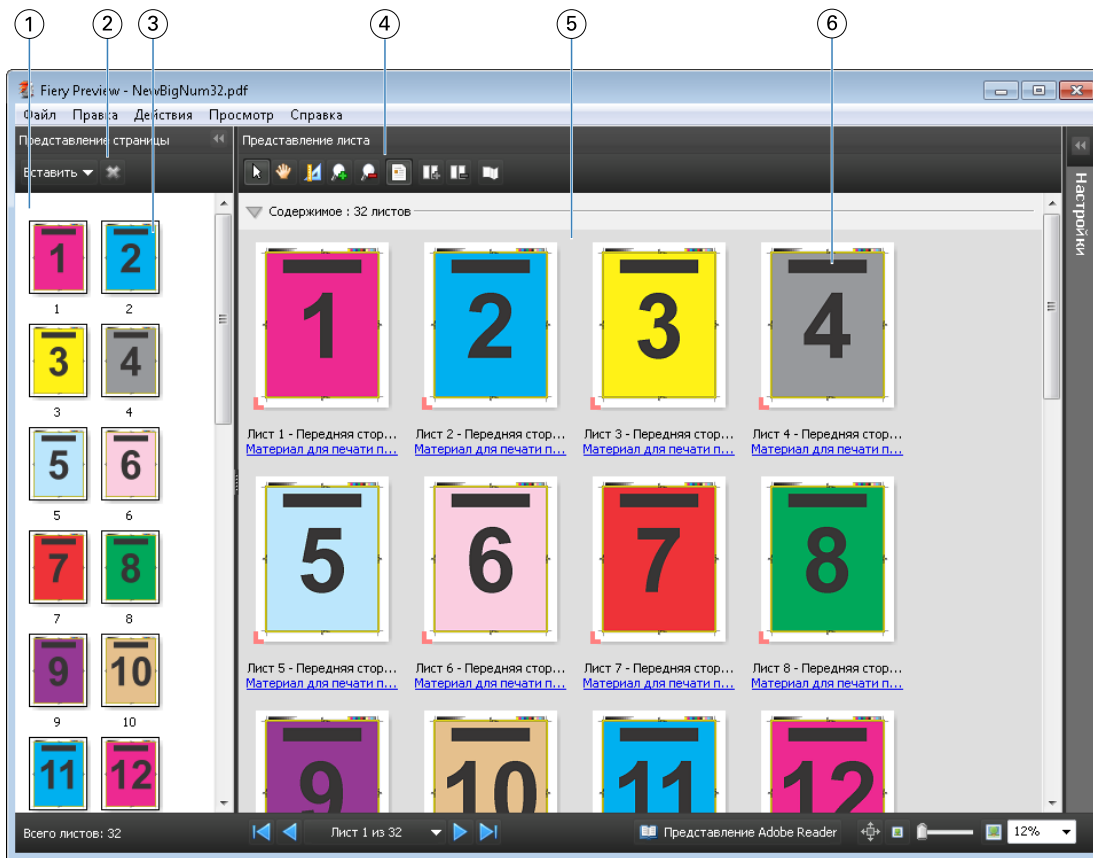 1 2 3 4 5 6
Fiery Preview - NewBigNum32.pdf
Файл Правка Действия Просмотр Справка
Представление страницы
Представление листа
Вставить
Настройки
Содержимое : 32 листов
1 2
1 2
3 4
3 4
5 6
5 6
7 8
7 8
9 10
9 10
11 12
1 2 3 4
Лист 1 - Передняя стор... Лист 2 - Передняя стор... Лист 3 - Передняя стор... Лист 4 - Передняя стор...
Материал для печати п... Материал для печати п... Материал для печати п... Материал для печати п...
5 6 7 8
Лист 5 - Передняя стор... Лист 6 - Передняя стор... Лист 7 - Передняя стор... Лист 8 - Передняя стор...
Материал для печати п... Материал для печати п... Материал для печати п... Материал для печати п...
9 10 11 12
Всего листов: 32
Лист 1 из 32
Представление Adobe Reader
12%